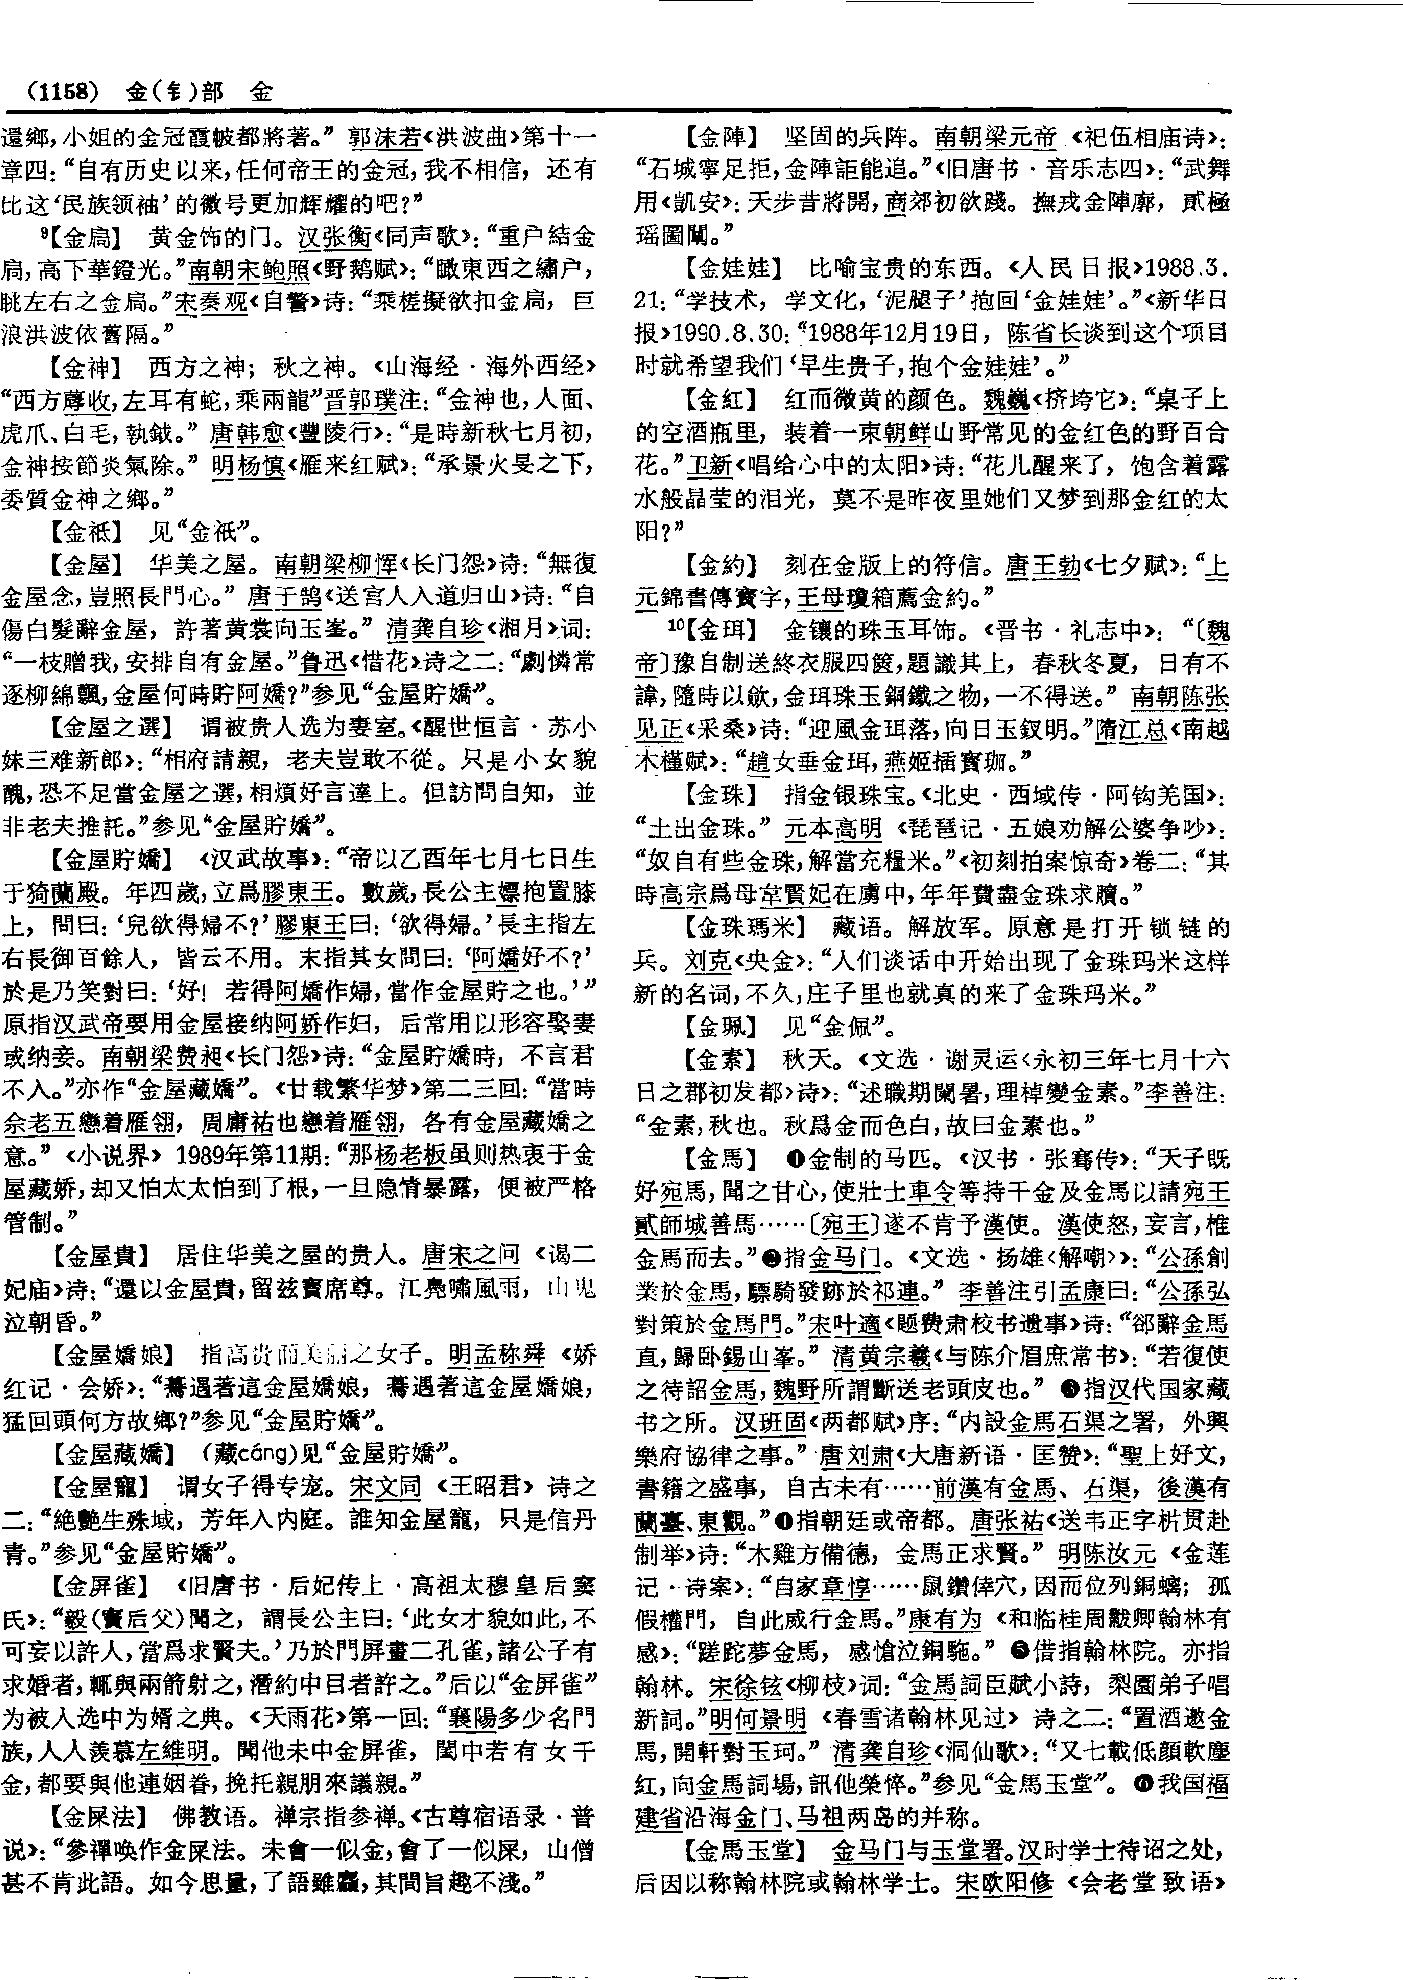 (1158) 金(钅)部 金
還鄉,小姐的金冠霞帔都將著。” 郭沫若《洪波曲》第十一
章四:“自有历史以来,任何帝王的金冠,我不相信,还有
比这‘民族领袖’的徽号更加辉耀的吧?”
⁹【金扃】 黄金饰的门。汉张衡《同声歌》:“重户結金
扃,高下華鐙光。”南朝宋鲍照《野鹅赋》:“瞰東西之繡户,
眺左右之金扃。”宋秦观《自警》诗:“乘槎擬欲扣金扃,巨
浪洪波依舊隔。”
【金神】 西方之神;秋之神。《山海经·海外西经》
“西方蓐收,左耳有蛇,乘兩龍”晋郭璞注:“金神也,人面、
虎爪、白毛,執鉞。” 唐韩愈《豐陵行》:“是時新秋七月初,
金神按節炎氣除。” 明杨慎《雁来红赋》:“承景火旻之下,
委質金神之鄉。”
【金祇】 见“金祇”。
【金屋】 华美之屋。南朝梁柳恽《长门怨》诗:“無復
金屋念,豈照長門心。” 唐于鹄《送宫人入道归山》诗:“自
傷白髮辭金屋,許著黄裳向玉峯。” 清龚自珍《湘月》词:
“一枝贈我,安排自有金屋。”鲁迅《惜花》诗之二:“劇憐常
逐柳綿飄,金屋何時貯阿嬌?”参见“金屋貯嬌”。
【金屋之選】 谓被贵人选为妻室。《醒世恒言·苏小
妹三难新郎》:“相府請親,老夫豈敢不從。只是小女貌
醜,恐不足當金屋之選,相煩好言達上。但訪問自知,並
非老夫推託。”参见“金屋貯嬌”。
【金屋貯嬌】 《汉武故事》:“帝以乙酉年七月七日生
于猗蘭殿。年四歲,立爲膠東王。數歲,長公主嫖抱置膝
上,問曰:‘兒欲得婦不?’膠東王曰:‘欲得婦。’長主指左
右長御百餘人,皆云不用。末指其女問曰:‘阿嬌好不?’
於是乃笑對曰:‘好!若得阿嬌作婦,當作金屋貯之也。’”
原指汉武帝要用金屋接纳阿娇作妇,后常用以形容娶妻
或纳妾。南朝梁费昶《长门怨》诗:“金屋貯嬌時,不言君
不入。”亦作“金屋藏嬌”。《廿载繁华梦》第二三回:“當時
佘老五戀着雁翎,周庸祐也戀着雁翎,各有金屋藏嬌之
意。”《小说界》1989年第11期:“那杨老板虽则热衷于金
屋藏娇,却又怕太太怕到了根,一旦隐情暴露,便被严格
管制。”
【金屋貴】 居住华美之屋的贵人。唐宋之问《谒二
妃庙》诗:“還以金屋貴,留兹寶席尊。江凫嘯風雨,山鬼
泣朝昏。”
【金屋嬌娘】 指高贵而美丽之女子。明孟称舜《娇
红记·会娇》:“驀遇著這金屋嬌娘,驀遇著這金屋嬌娘,
猛回頭何方故鄉?”参见“金屋貯嬌”。
【金屋藏嬌】 (藏cáng)见“金屋貯嬌”。
【金屋寵】 谓女子得专宠。宋文同《王昭君》诗之
二:“絶艷生殊域,芳年入内庭。誰知金屋寵,只是信丹
青。”参见“金屋貯嬌”。
【金屏雀】 《旧唐书·后妃传上·高祖太穆皇后窦
氏》:“毅(竇后父)聞之,謂長公主曰:‘此女才貌如此,不
可妄以許人,當爲求賢夫。’乃於門屏畫二孔雀,諸公子有
求婚者,輒與兩箭射之,潛約中目者許之。”后以“金屏雀”
为被入选中为婿之典。《天雨花》第一回:“襄陽多少名門
族,人人羨慕左維明。聞他未中金屏雀,閨中若有女千
金,都要與他連姻眷,挽托親朋來議親。”
【金屎法】 佛教语。禅宗指参禅。《古尊宿语录·普
说》:“參禪唤作金屎法。未會一似金,會了一似屎,山僧
甚不肯此語。如今思量,了語雖麤,其間旨趣不淺。”
【金陣】 坚固的兵阵。南朝梁元帝《祀伍相庙诗》:
“石城寧足拒,金陣詎能追。”《旧唐书·音乐志四》:“武舞
用《凱安》:天步昔將開,商郊初欲踐。撫戎金陣廓,貳極
瑶圖闡。”
【金娃娃】 比喻宝贵的东西。《人民日报》1988.3.
21:“学技术,学文化,‘泥腿子’抱回‘金娃娃’。”《新华日
报》1990.8.30:“1988年12月19日,陈省长谈到这个项目
时就希望我们‘早生贵子,抱个金娃娃’。”
【金紅】 红而微黄的颜色。魏巍《挤垮它》:“桌子上
的空酒瓶里,装着一束朝鲜山野常见的金红色的野百合
花。”卫新《唱给心中的太阳》诗:“花儿醒来了,饱含着露
水般晶莹的泪光,莫不是昨夜里她们又梦到那金红的太
阳?”
【金約】 刻在金版上的符信。唐王勃《七夕赋》:“上
元錦書傳寶字,王母瓊箱薦金約。”
¹⁰【金珥】 金镶的珠玉耳饰。《晋书·礼志中》:“〔魏
帝〕豫自制送終衣服四篋,題識其上,春秋冬夏,日有不
諱,隨時以斂,金珥珠玉銅鐵之物,一不得送。” 南朝陈张
见正《采桑》诗:“迎風金珥落,向日玉釵明。”隋江总《南越
木槿赋》:“趙女垂金珥,燕姬插寶珈。”
【金珠】 指金银珠宝。《北史·西域传·阿钩羌国》:
“土出金珠。” 元本高明《琵琶记·五娘劝解公婆争吵》:
“奴自有些金珠,解當充糧米。”《初刻拍案惊奇》卷二:“其
時高宗爲母韋賢妃在虜中,年年費盡金珠求贖。”
【金珠瑪米】 藏语。解放军。原意是打开锁链的
兵。刘克《央金》:“人们谈话中开始出现了金珠玛米这样
新的名词,不久,庄子里也就真的来了金珠玛米。”
【金珮】 见“金佩”。
【金素】 秋天。《文选·谢灵运〈永初三年七月十六
日之郡初发都〉诗》:“述職期闌暑,理棹變金素。”李善注:
“金素,秋也。秋爲金而色白,故曰金素也。”
【金馬】 ❶金制的马匹。《汉书·张骞传》:“天子既
好宛馬,聞之甘心,使壯士車令等持千金及金馬以請宛王
貳師城善馬……〔宛王〕遂不肯予漢使。漢使怒,妄言,椎
金馬而去。”❷指金马门。《文选·杨雄〈解嘲〉》:“公孫創
業於金馬,驃騎發跡於祁連。” 李善注引孟康曰:“公孫弘
對策於金馬門。”宋叶適《题费肃校书遗事》诗:“卻辭金馬
直,歸卧錫山峯。” 清黄宗羲《与陈介眉庶常书》:“若復使
之待詔金馬,魏野所謂斷送老頭皮也。” ❸指汉代国家藏
书之所。汉班固《两都赋》序:“内設金馬石渠之署,外興
樂府協律之事。” 唐刘肃《大唐新语·匡赞》:“聖上好文,
書籍之盛事,自古未有……前漢有金馬、石渠,後漢有
蘭臺、東觀。”❹指朝廷或帝都。唐张祜《送韦正字析贯赴
制举》诗:“木雞方備德,金馬正求賢。” 明陈汝元《金莲
记·诗案》:“自家章惇……鼠鑽倖穴,因而位列銅螭;孤
假權門,自此威行金馬。”康有为《和临桂周黻卿翰林有
感》:“蹉跎夢金馬,感愴泣銅駝。” ❺借指翰林院。亦指
翰林。宋徐铉《柳枝》词:“金馬詞臣賦小詩,梨園弟子唱
新詞。”明何景明《春雪诸翰林见过》诗之二:“置酒邀金
馬,開軒對玉珂。” 清龚自珍《洞仙歌》:“又七載低顔軟塵
红,向金馬詞場,訊他榮悴。”参见“金馬玉堂”。❻我国福
建省沿海金门、马祖两岛的并称。
【金馬玉堂】 金马门与玉堂署。汉时学士待诏之处,
后因以称翰林院或翰林学士。宋欧阳修《会老堂致语》